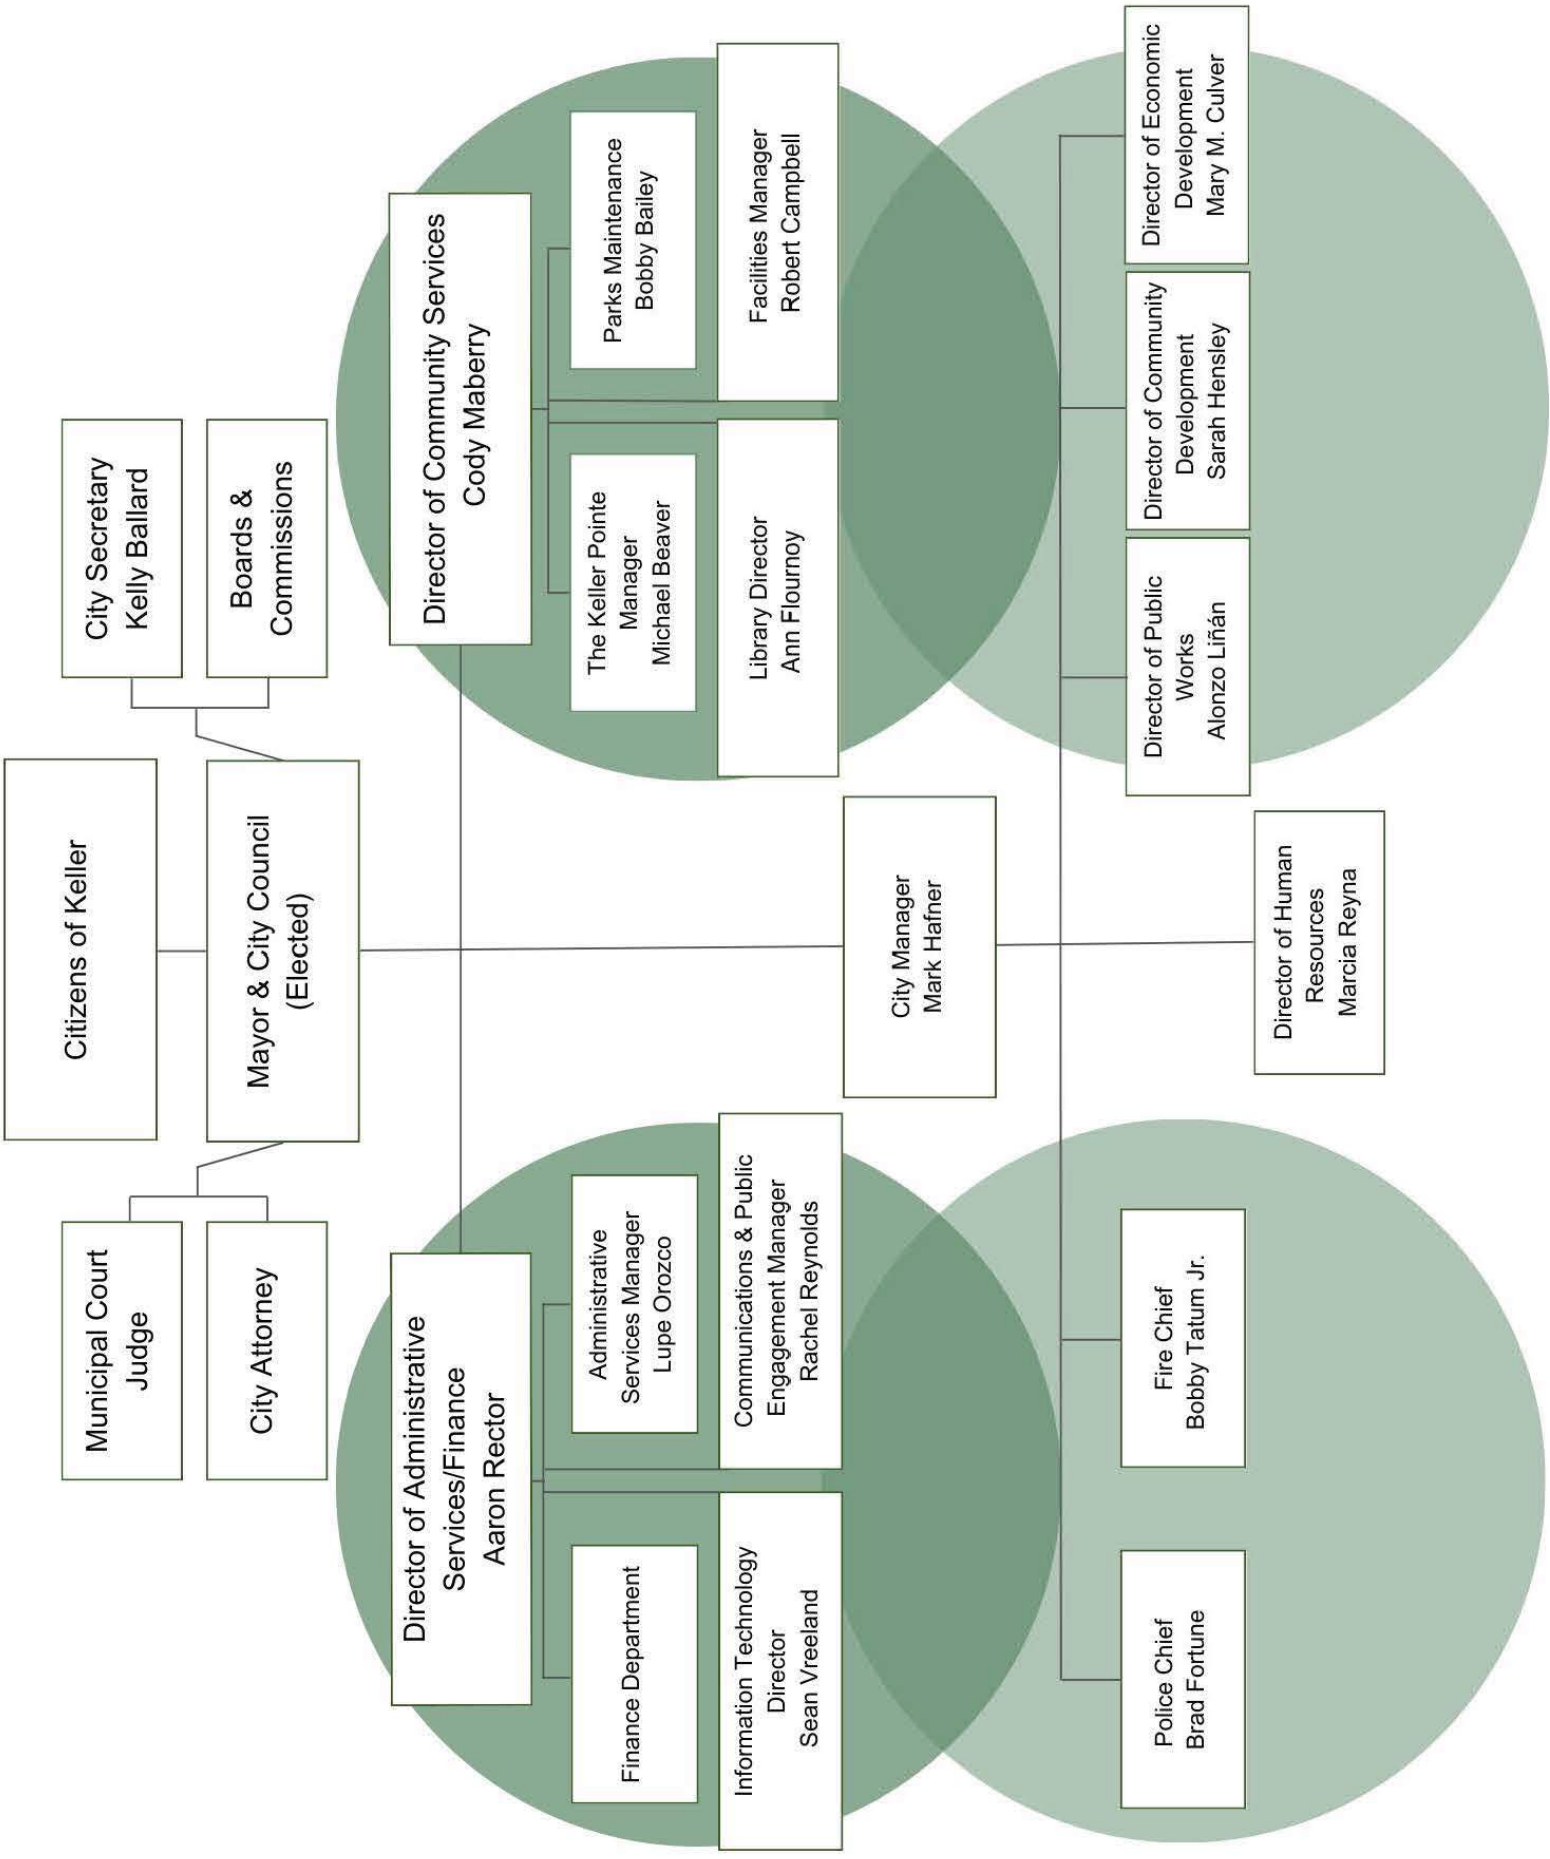 Citizens of Keller
Municipal Court
Judge
City Secretary
Kelly Ballard
City Attorney
Mayor & City Council
(Elected)
Boards &
Commissions
Director of Administrative
Services/Finance
Aaron Rector
Director of Community Services
Cody Maberry
Finance Department
Administrative
Services Manager
Lupe Orozco
The Keller Pointe
Manager
Michael Beaver
Parks Maintenance
Bobby Bailey
Information Technology
Director
Sean Vreeland
Communications & Public
Engagement Manager
Rachel Reynolds
Library Director
Ann Flournoy
Facilities Manager
Robert Campbell
City Manager
Mark Hafner
Police Chief
Brad Fortune
Fire Chief
Bobby Tatum Jr.
Director of Public
Works
Alonzo Liñán
Director of Community
Development
Sarah Hensley
Director of Economic
Development
Mary M. Culver
Director of Human
Resources
Marcia Reyna